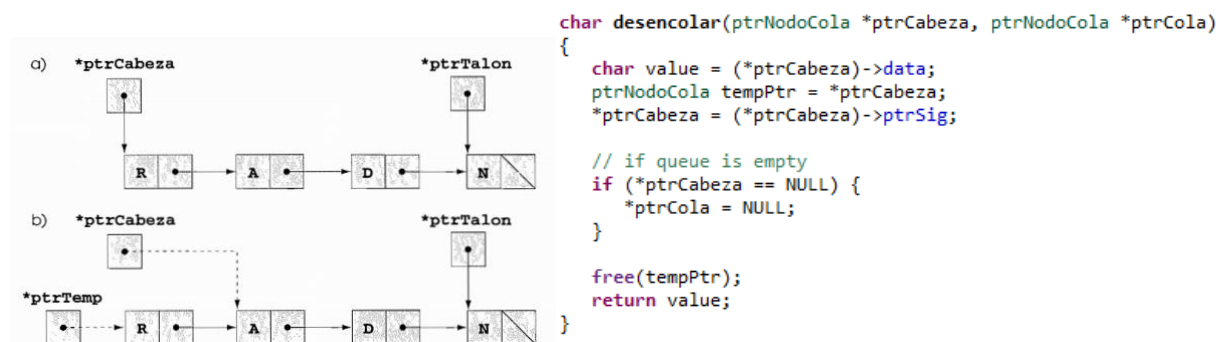 a) *ptrCabeza *ptrTalon
R A D N
b) *ptrCabeza *ptrTalon
*ptrTemp
R A D N
char desencolar(ptrNodoCola *ptrCabeza, ptrNodoCola *ptrCola)
{
char value = (*ptrCabeza)->data;
ptrNodoCola tempPtr = *ptrCabeza;
*ptrCabeza = (*ptrCabeza)->ptrSig;
// if queue is empty
if (*ptrCabeza == NULL) {
*ptrCola = NULL;
}
free(tempPtr);
return value;
}